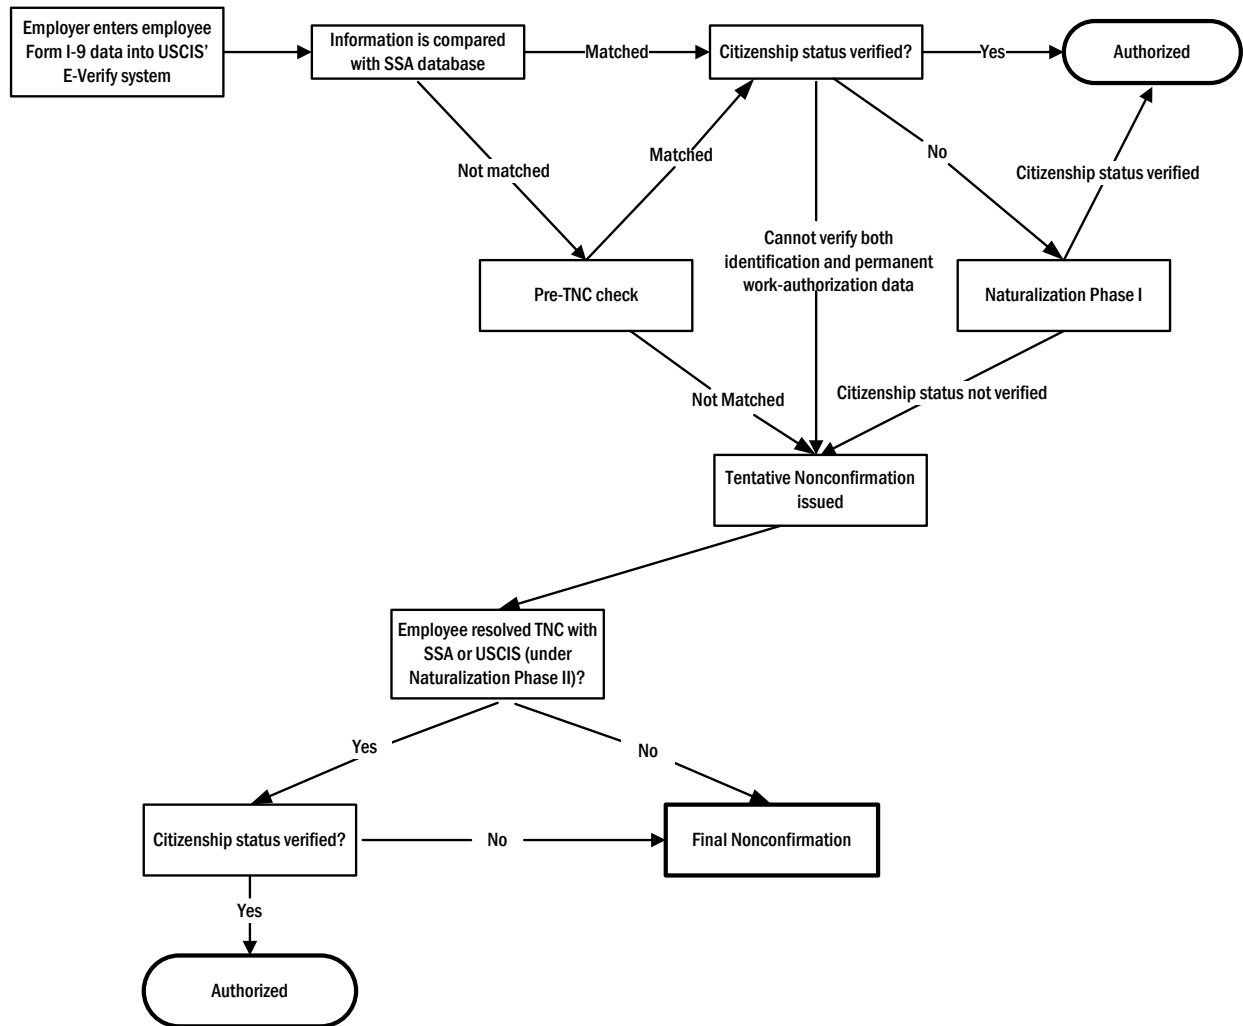 Employer enters employee
Form I-9 data into USCIS’
E-Verify system
Information is compared
with SSA database
Matched
Citizenship status verified?
Yes
Authorized
Not matched
Matched
No
Citizenship status verified
Cannot verify both
identification and permanent
work-authorization data
Pre-TNC check
Naturalization Phase I
Not Matched
Citizenship status not verified
Tentative Nonconfirmation
issued
Employee resolved TNC with
SSA or USCIS (under
Naturalization Phase II)?
Yes
No
Citizenship status verified?
No
Final Nonconfirmation
Yes
Authorized